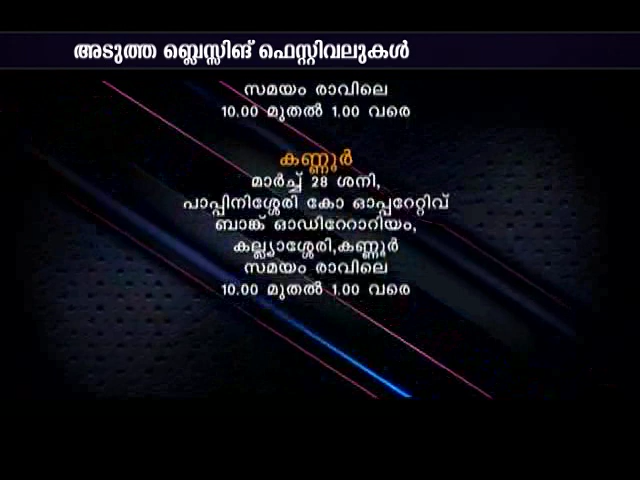 അടുത്ത ബ്ലെസ്സിങ് ഫെസ്റ്റിവലുകൾ
സമയം രാവിലെ
10.00 മുതൽ 1.00 വരെ
കണ്ണൂർ
മാർച്ച് 28 ശനി,
പാപ്പിനിശ്ശേരി കോ ഓപ്പറേറ്റിവ്
ബാങ്ക് ഓഡിറേറാറിയം,
കല്ല്യാശ്ശേരി,കണ്ണൂർ
സമയം രാവിലെ
10.00 മുതൽ 1.00 വരെ